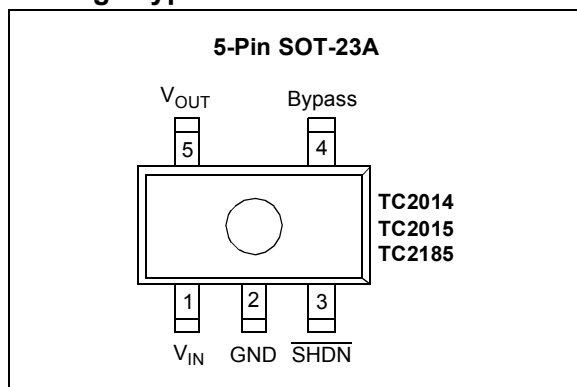 5-Pin SOT-23A
VOUT Bypass
5 4
TC2014
TC2015
TC2185
1 2 3
VIN GND SHDN